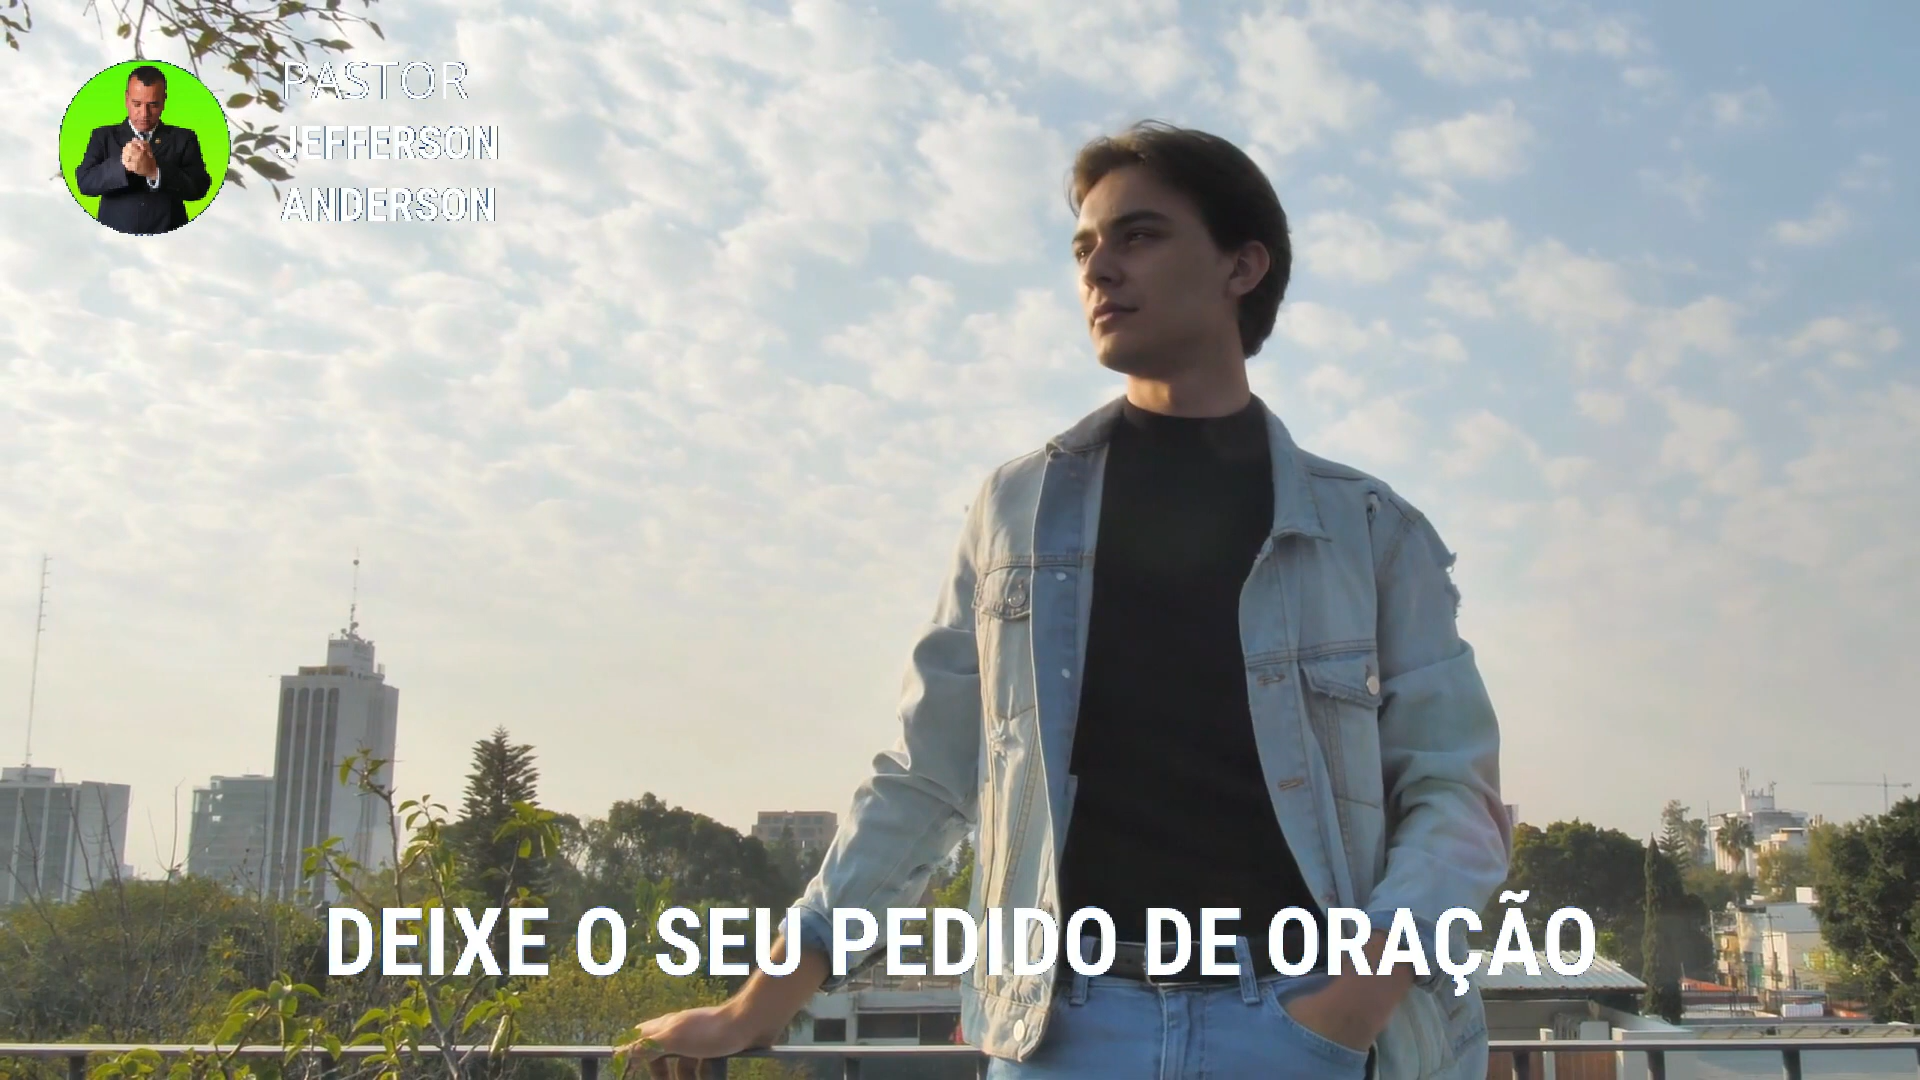 PASTOR
JEFFERSON
ANDERSON
DEIXE O SEU PEDIDO DE ORAÇÃO